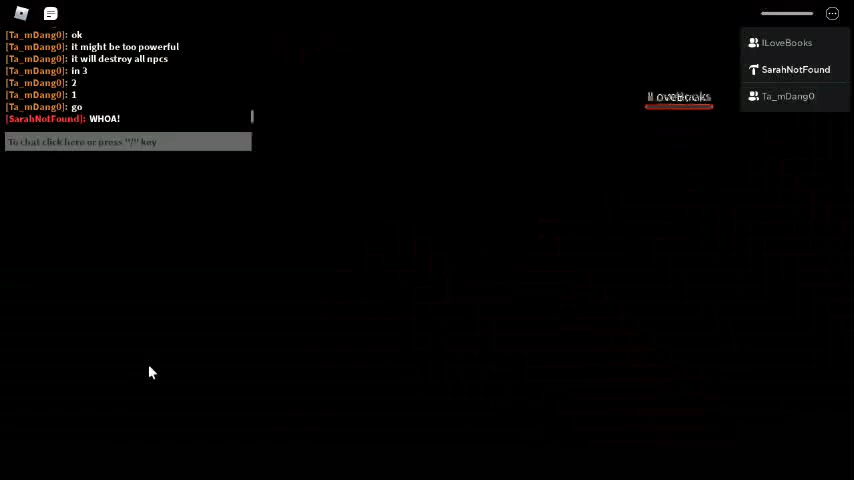 [Ta_mDang0]: ok
[Ta_mDang0]: it might be too powerful
[Ta_mDang0]: it will destroy all npcs
[Ta_mDang0]: in 3
[Ta_mDang0]: 2
[Ta_mDang0]: 1
[Ta_mDang0]: go
[SarahNotFound]: WHOA!
To chat click here or press "/" key
ILoveBooks
ILoveBooks
SarahNotFound
Ta_mDang0